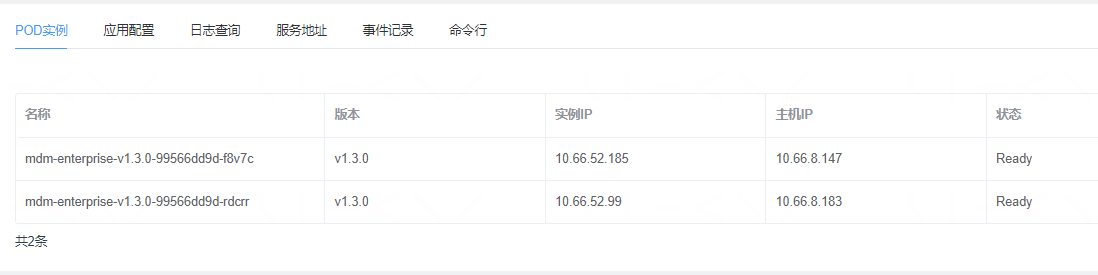 POD实例 应用配置 日志查询 服务地址 事件记录 命令行
名称 版本 实例IP 主机IP 状态
mdm-enterprise-v1.3.0-99566dd9d-f8v7c v1.3.0 10.66.52.185 10.66.8.147 Ready
mdm-enterprise-v1.3.0-99566dd9d-rdcrr v1.3.0 10.66.52.99 10.66.8.183 Ready
共2条